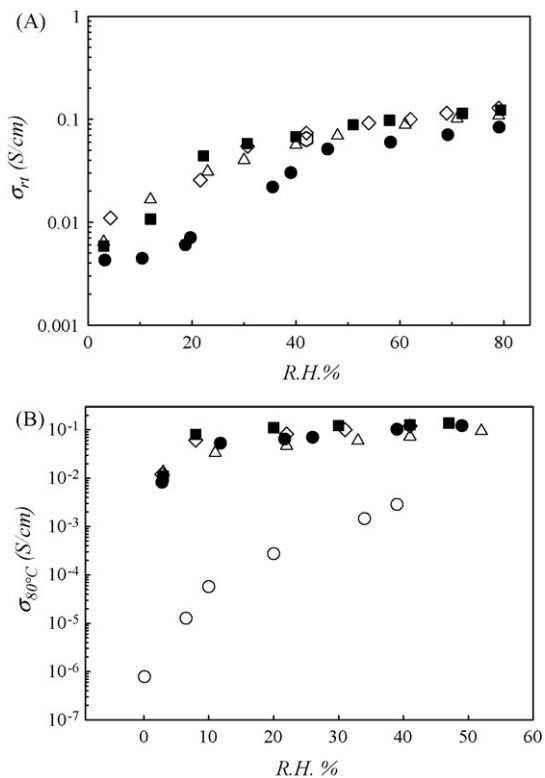 (A)
1
0.1
0.01
0.001
σrt (S/cm)
0 20 40 60 80
R.H.%
(B)
10⁻¹
10⁻²
10⁻³
10⁻⁴
10⁻⁵
10⁻⁶
10⁻⁷
σ80°C (S/cm)
0 10 20 30 40 50 60
R.H. %